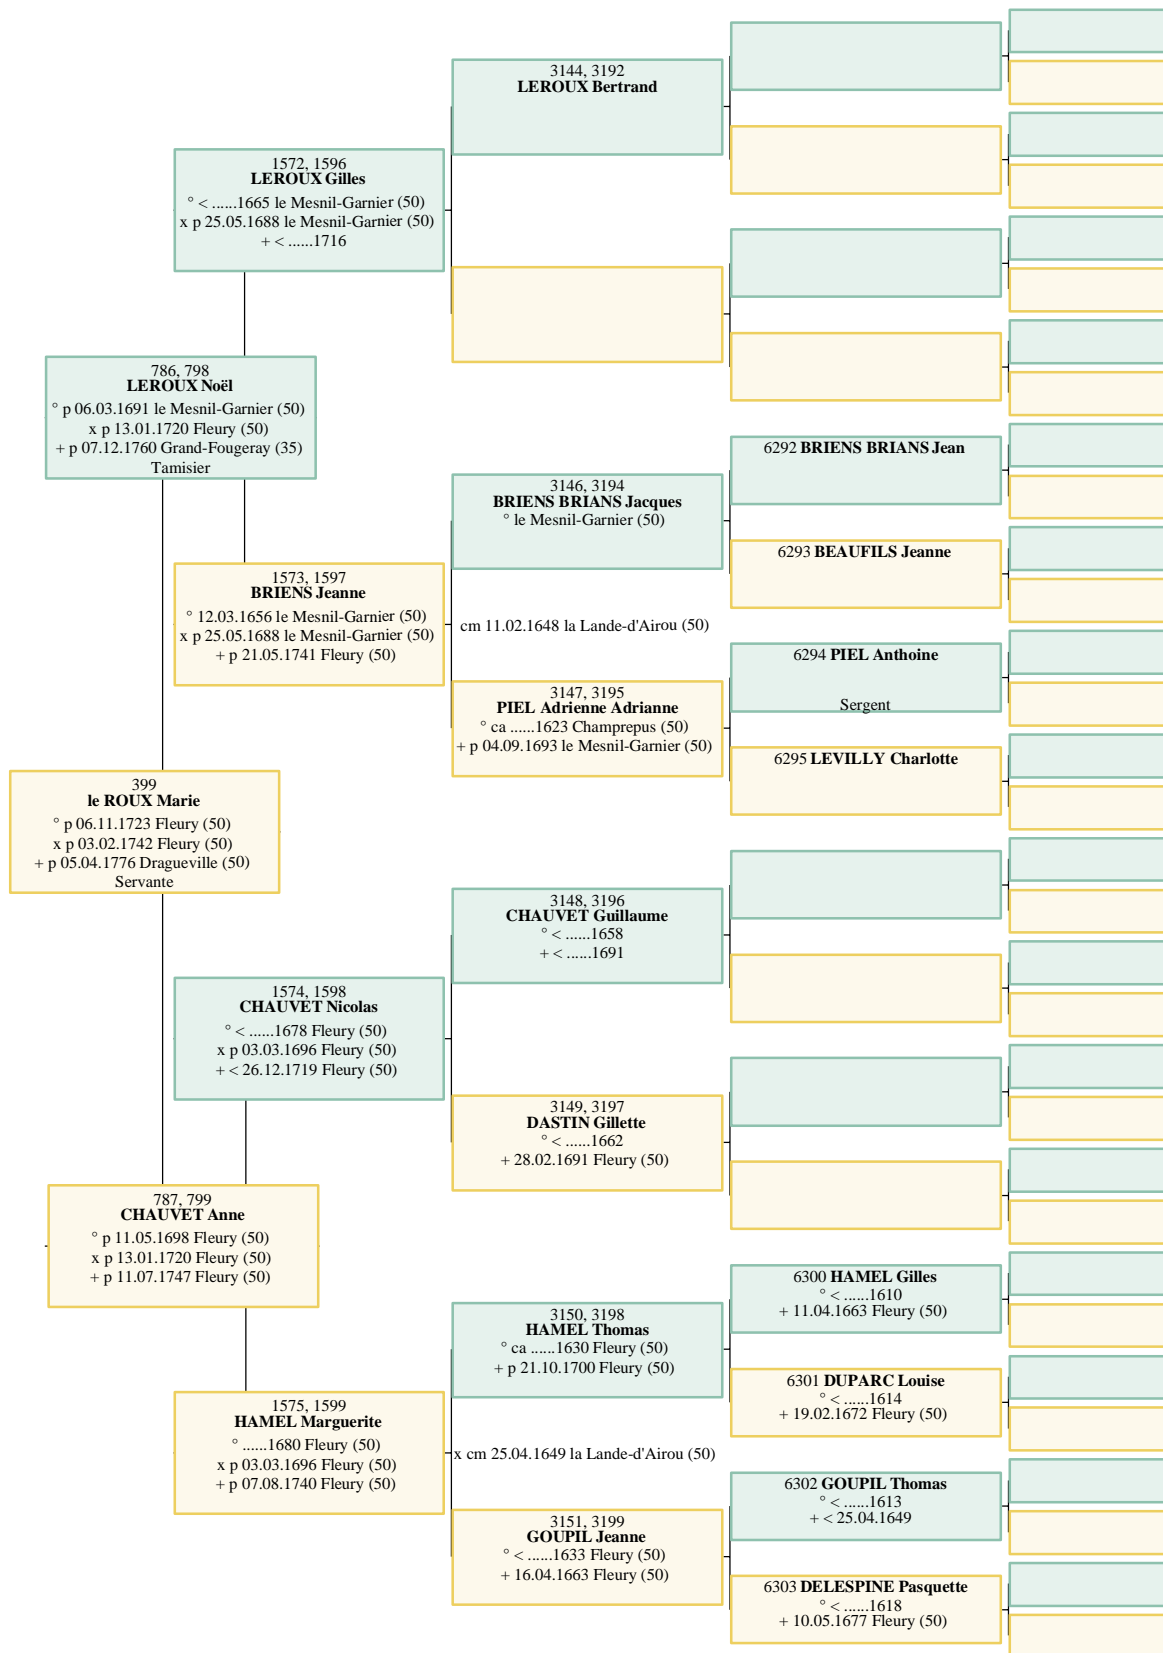 399
le ROUX Marie
° p 06.11.1723 Fleury (50)
x p 03.02.1742 Fleury (50)
+ p 05.04.1776 Dragueville (50)
Servante
786, 798
LEROUX Noël
° p 06.03.1691 le Mesnil-Garnier (50)
x p 13.01.1720 Fleury (50)
+ p 07.12.1760 Grand-Fougeray (35)
Tamisier
787, 799
CHAUVET Anne
° p 11.05.1698 Fleury (50)
x p 13.01.1720 Fleury (50)
+ p 11.07.1747 Fleury (50)
1572, 1596
LEROUX Gilles
° < ......1665 le Mesnil-Garnier (50)
x p 25.05.1688 le Mesnil-Garnier (50)
+ < ......1716
1573, 1597
BRIENS Jeanne
° 12.03.1656 le Mesnil-Garnier (50)
x p 25.05.1688 le Mesnil-Garnier (50)
+ p 21.05.1741 Fleury (50)
1574, 1598
CHAUVET Nicolas
° < ......1678 Fleury (50)
x p 03.03.1696 Fleury (50)
+ < 26.12.1719 Fleury (50)
1575, 1599
HAMEL Marguerite
° ......1680 Fleury (50)
x p 03.03.1696 Fleury (50)
+ p 07.08.1740 Fleury (50)
3144, 3192
LEROUX Bertrand
3146, 3194
BRIENS BRIANS Jacques
° le Mesnil-Garnier (50)
cm 11.02.1648 la Lande-d'Airou (50)
3147, 3195
PIEL Adrienne Adrianne
° ca ......1623 Champrepus (50)
+ p 04.09.1693 le Mesnil-Garnier (50)
3148, 3196
CHAUVET Guillaume
° < ......1658
+ < ......1691
3149, 3197
DASTIN Gillette
° < ......1662
+ 28.02.1691 Fleury (50)
3150, 3198
HAMEL Thomas
° ca ......1630 Fleury (50)
+ p 21.10.1700 Fleury (50)
x cm 25.04.1649 la Lande-d'Airou (50)
3151, 3199
GOUPIL Jeanne
° < ......1633 Fleury (50)
+ 16.04.1663 Fleury (50)
6292 BRIENS BRIANS Jean
6293 BEAUFILS Jeanne
6294 PIEL Anthoine
Sergent
6295 LEVILLY Charlotte
6300 HAMEL Gilles
° < ......1610
+ 11.04.1663 Fleury (50)
6301 DUPARC Louise
° < ......1614
+ 19.02.1672 Fleury (50)
6302 GOUPIL Thomas
° < ......1613
+ < 25.04.1649
6303 DELESPINE Pasquette
° < ......1618
+ 10.05.1677 Fleury (50)